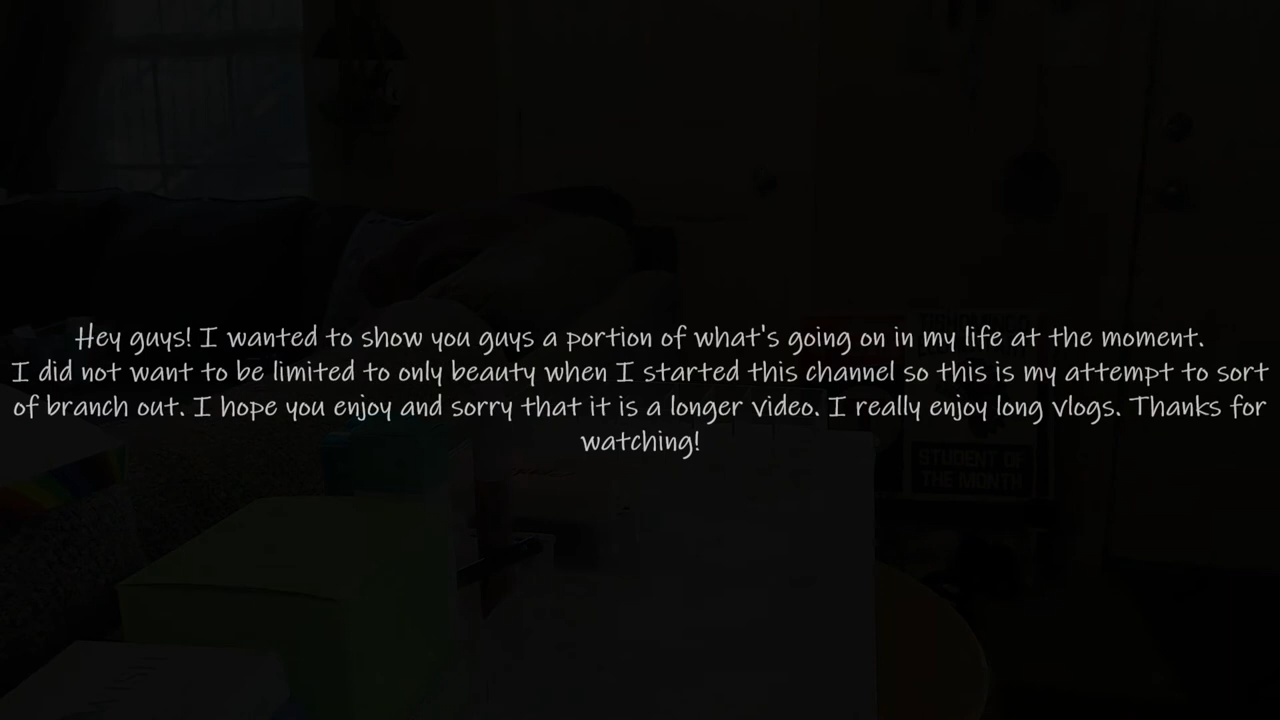 Hey guys! I wanted to show you guys a portion of what's going on in my life at the moment.
I did not want to be limited to only beauty when I started this channel so this is my attempt to sort
of branch out. I hope you enjoy and sorry that it is a longer video. I really enjoy long vlogs. Thanks for
watching!
STUDENT OF
THE MONTH